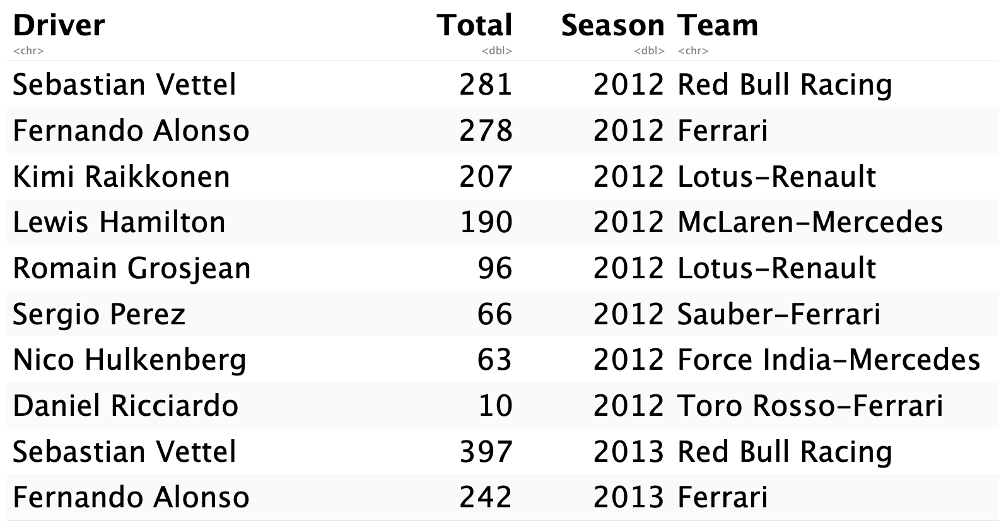 Driver Total Season Team
<chr> <dbl> <dbl> <chr>
Sebastian Vettel 281 2012 Red Bull Racing
Fernando Alonso 278 2012 Ferrari
Kimi Raikkonen 207 2012 Lotus-Renault
Lewis Hamilton 190 2012 McLaren-Mercedes
Romain Grosjean 96 2012 Lotus-Renault
Sergio Perez 66 2012 Sauber-Ferrari
Nico Hulkenberg 63 2012 Force India-Mercedes
Daniel Ricciardo 10 2012 Toro Rosso-Ferrari
Sebastian Vettel 397 2013 Red Bull Racing
Fernando Alonso 242 2013 Ferrari